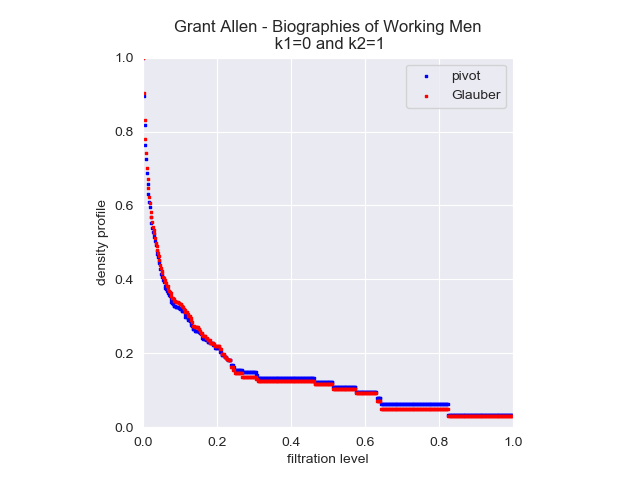 Grant Allen - Biographies of Working Men
k1=0 and k2=1
pivot
Glauber
density profile
1.0
0.8
0.6
0.4
0.2
0.0
0.0 0.2 0.4 0.6 0.8 1.0
filtration level